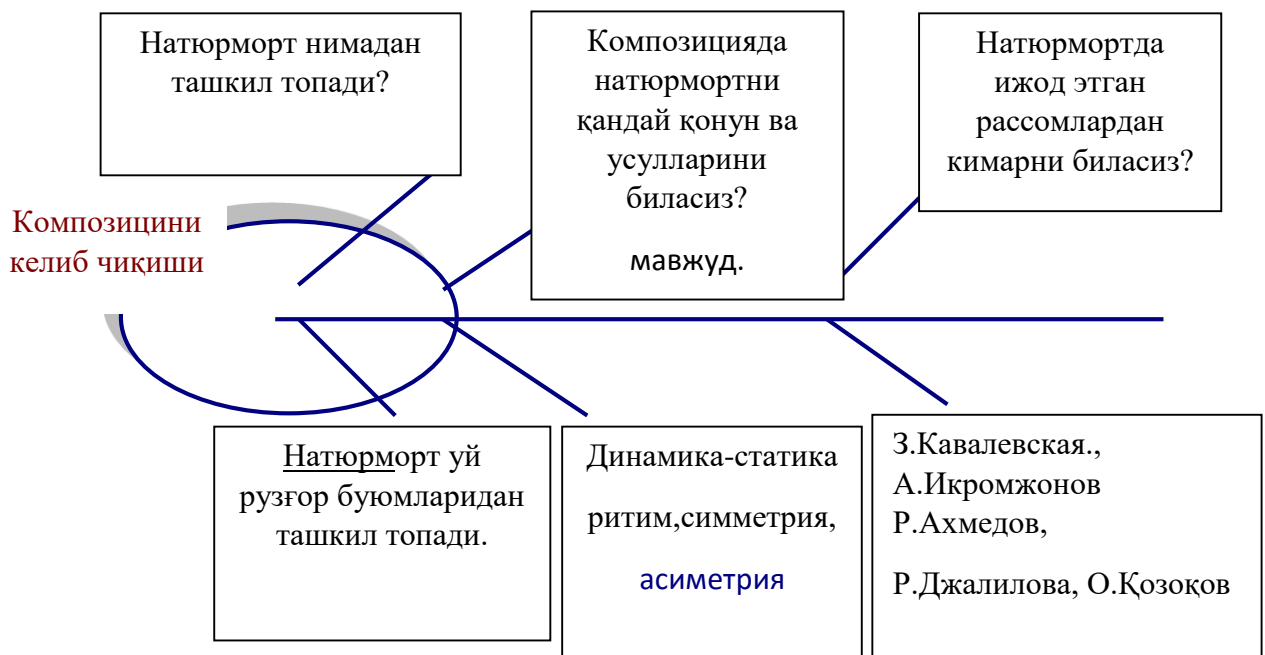 Натюрморт нимадан
ташкил топади?
Композицияда
натюрмортни
қандай қонун ва
усулларини
биласиз?
мавжуд.
Натюрмортда
ижод этган
рассомлардан
кимарни биласиз?
Композицини
келиб чиқиши
Натюрморт уй
рузғор буюмларидан
ташкил топади.
Динамика-статика
ритим,симметрия,
асиметрия
З.Кавалевская.,
А.Икромжонов
Р.Ахмедов,
Р.Джалилова, О.Қозоқов